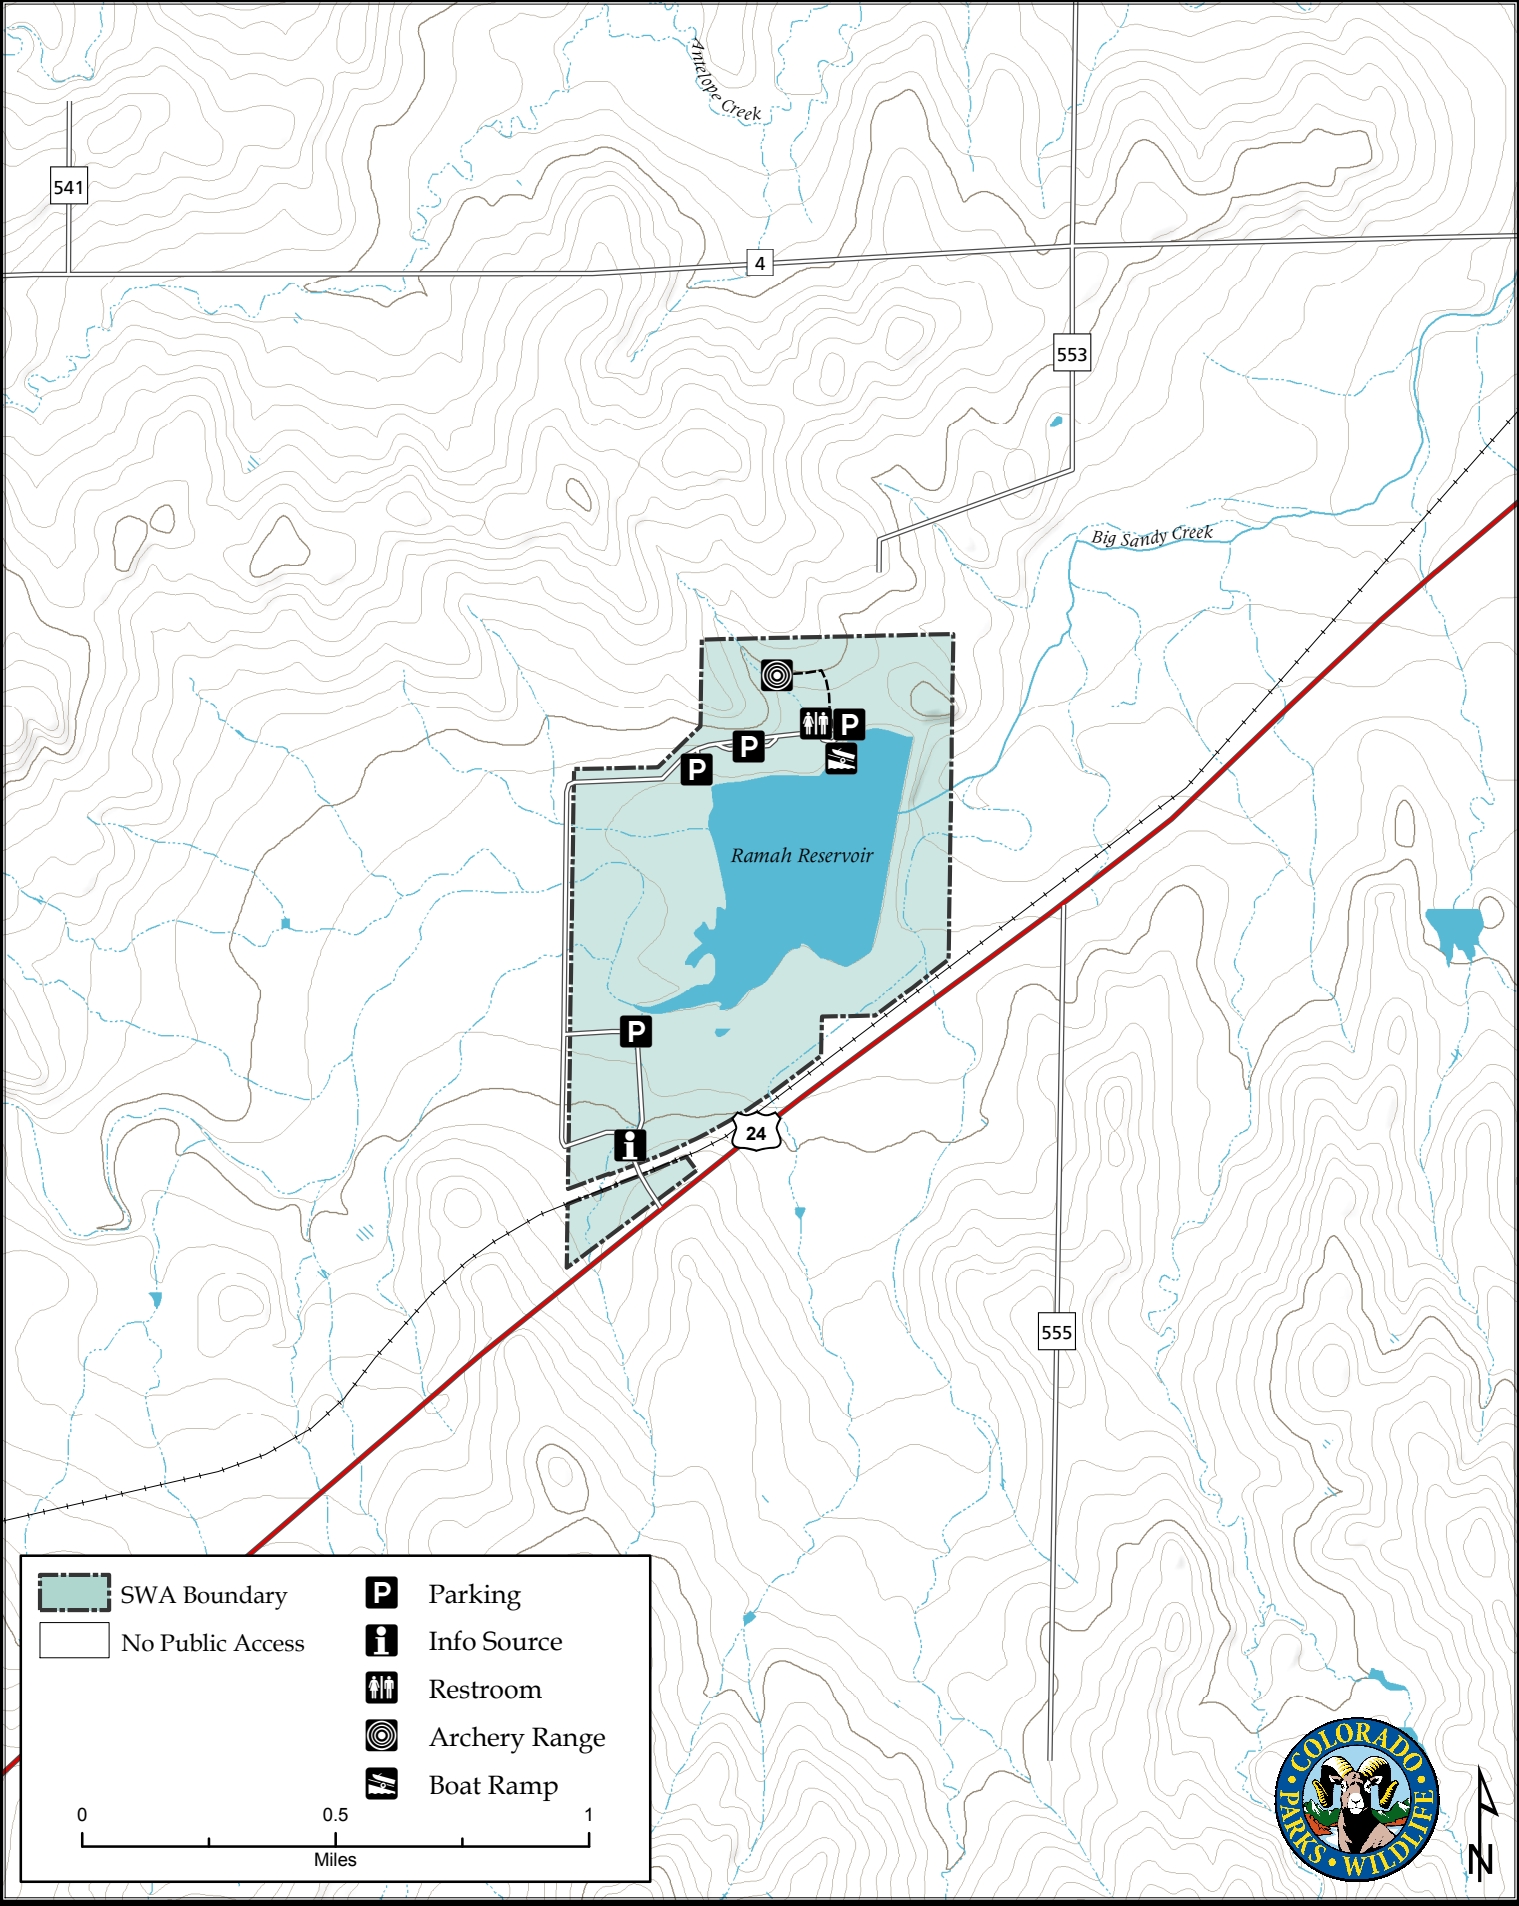 Antelope Creek
541
4
553
Big Sandy Creek
P
P
P
Ramah Reservoir
P
i
24
555
SWA Boundary
No Public Access
P Parking
i Info Source
Restroom
Archery Range
Boat Ramp
0 0.5 1
Miles
COLORADO
PARKS • WILDLIFE
N